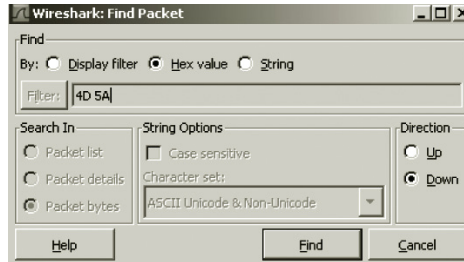 Wireshark: Find Packet
Find
By: Display filter Hex value String
Filter: 4D 5A
Search In
Packet list
Packet details
Packet bytes
String Options
Case sensitive
Character set:
ASCII Unicode & Non-Unicode
Direction
Up
Down
Help Find Cancel